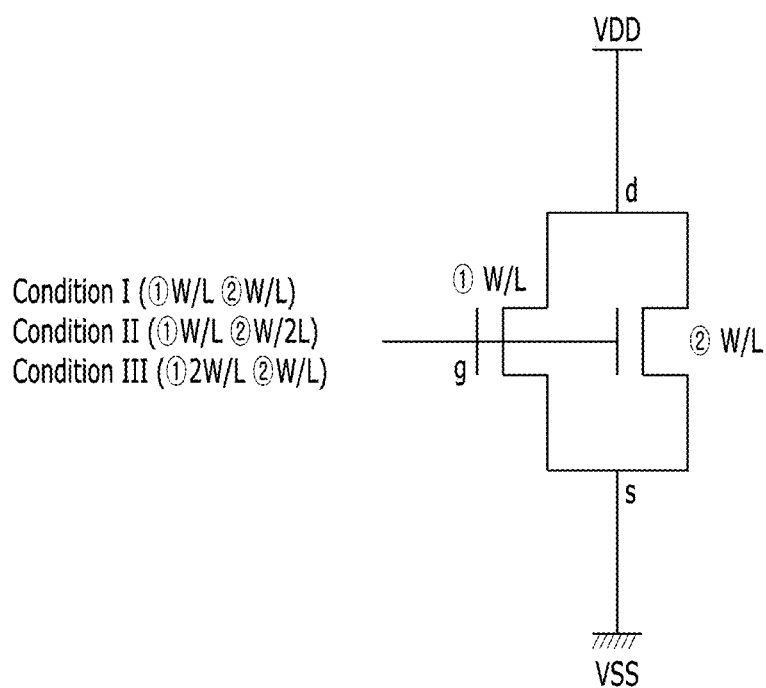 VDD
d
① W/L
Condition I (①W/L ②W/L)
Condition II (①W/L ②W/2L)
② W/L
Condition III (①2W/L ②W/L)
g
s
VSS